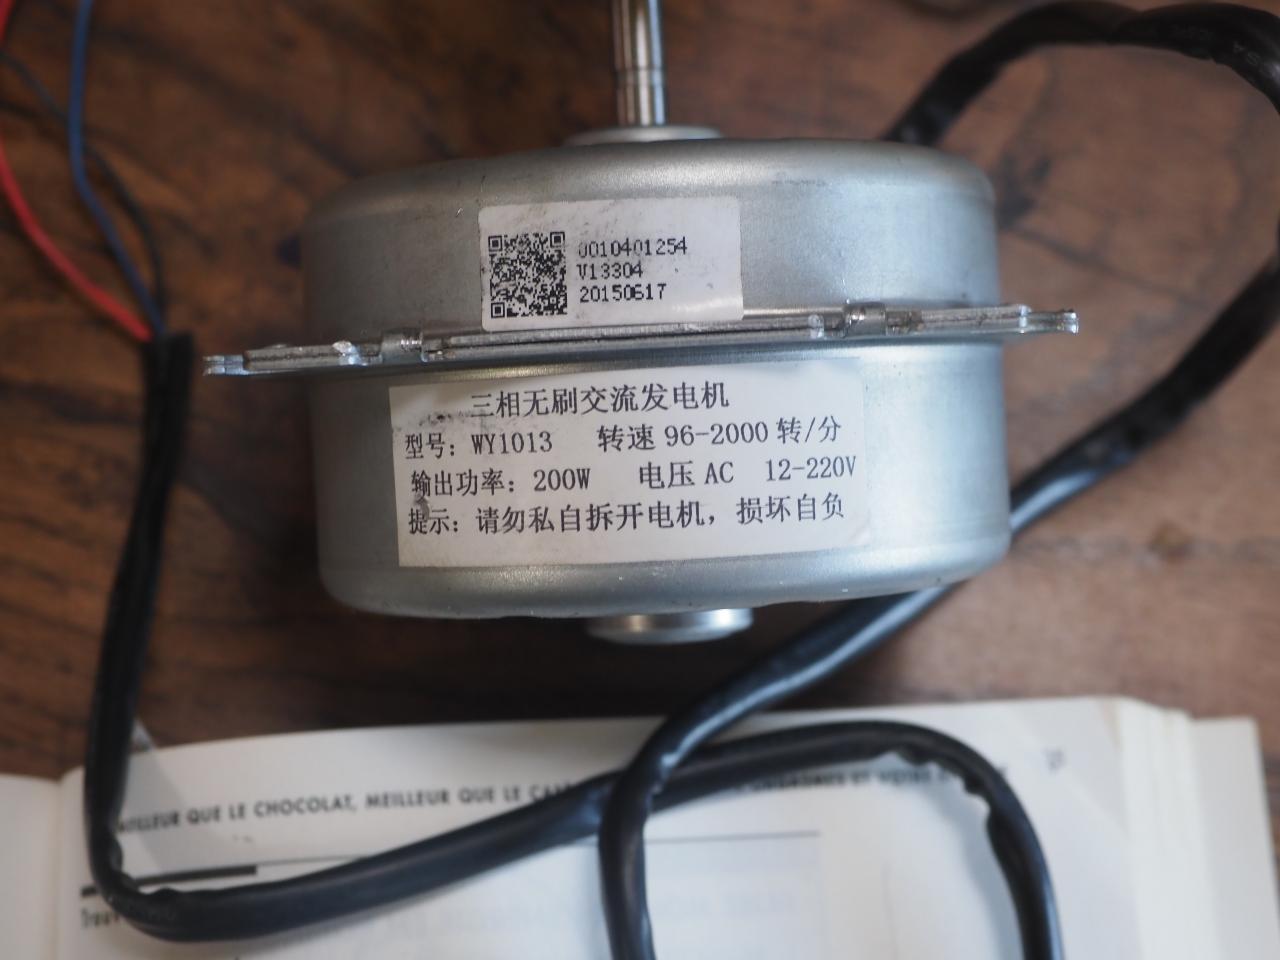 0010401254
V13304
20150617
三相无刷交流发电机
型号：WY1013 转速 96-2000 转/分
输出功率：200W 电压 AC 12-220V
提示：请勿私自拆开电机，损坏自负
MEILLEUR QUE LE CHOCOLAT, MEILLEUR QUE LE